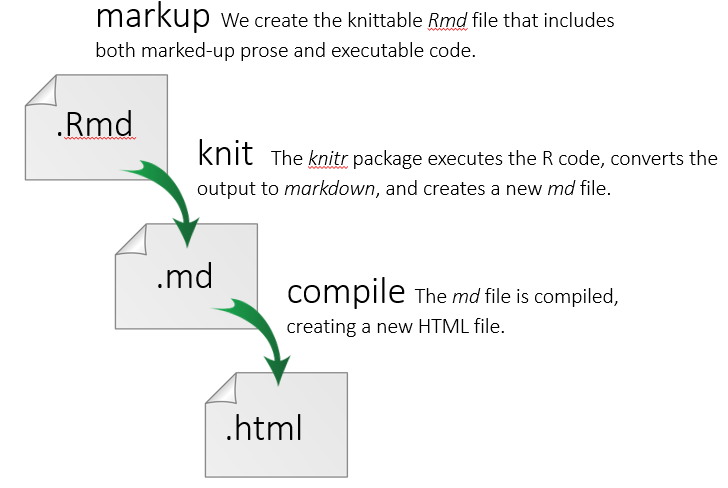 markup We create the knittable Rmd file that includes
both marked-up prose and executable code.
.Rmd
knit The knitr package executes the R code, converts the
output to markdown, and creates a new md file.
.md
compile The md file is compiled,
creating a new HTML file.
.html